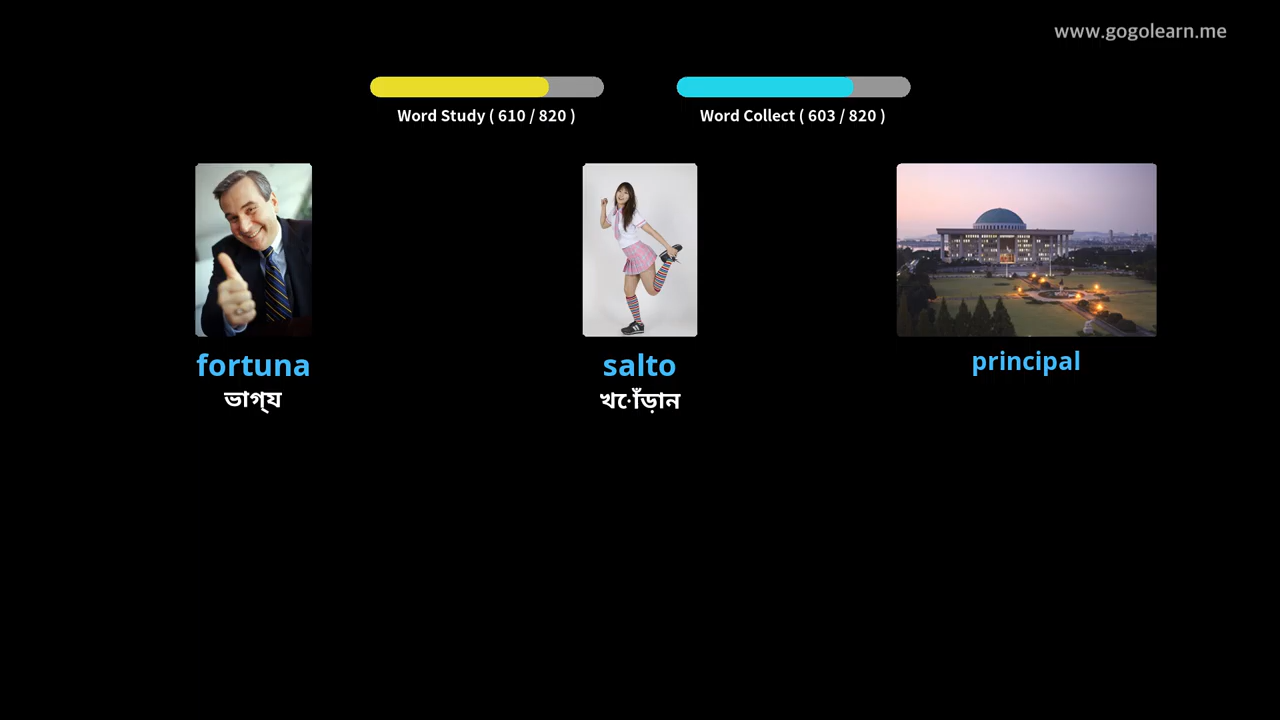 www.gogolearn.me
Word Study ( 610 / 820 )
Word Collect ( 603 / 820 )
fortuna
ভাগ্য
salto
খোঁড়ান
principal